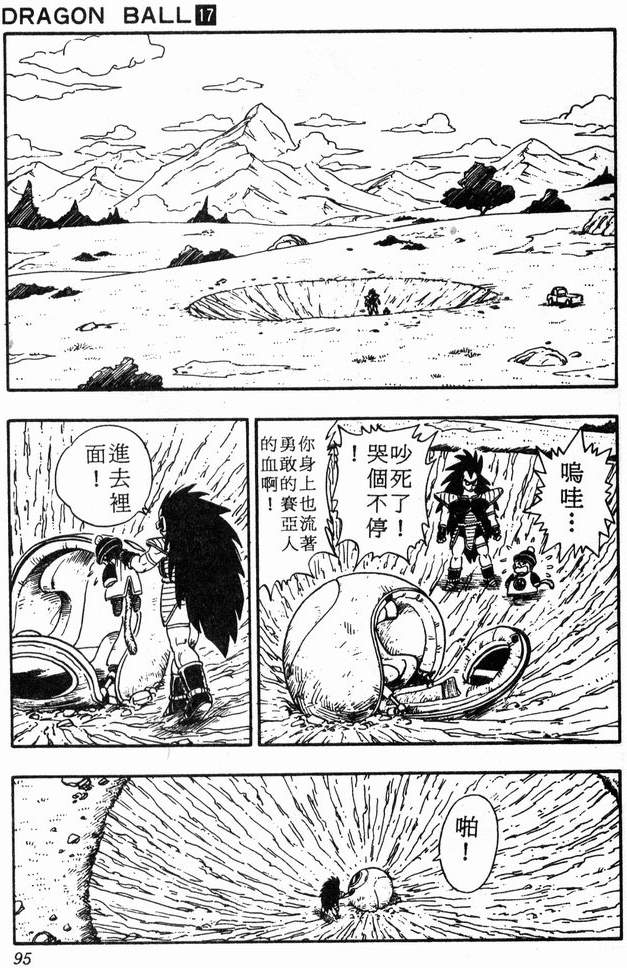 DRAGON BALL 17
嗚哇…
吵死了！
哭個不停
！
你身上也流著
勇敢的賽亞人
的血啊！
進去裡
面！
啪！
95